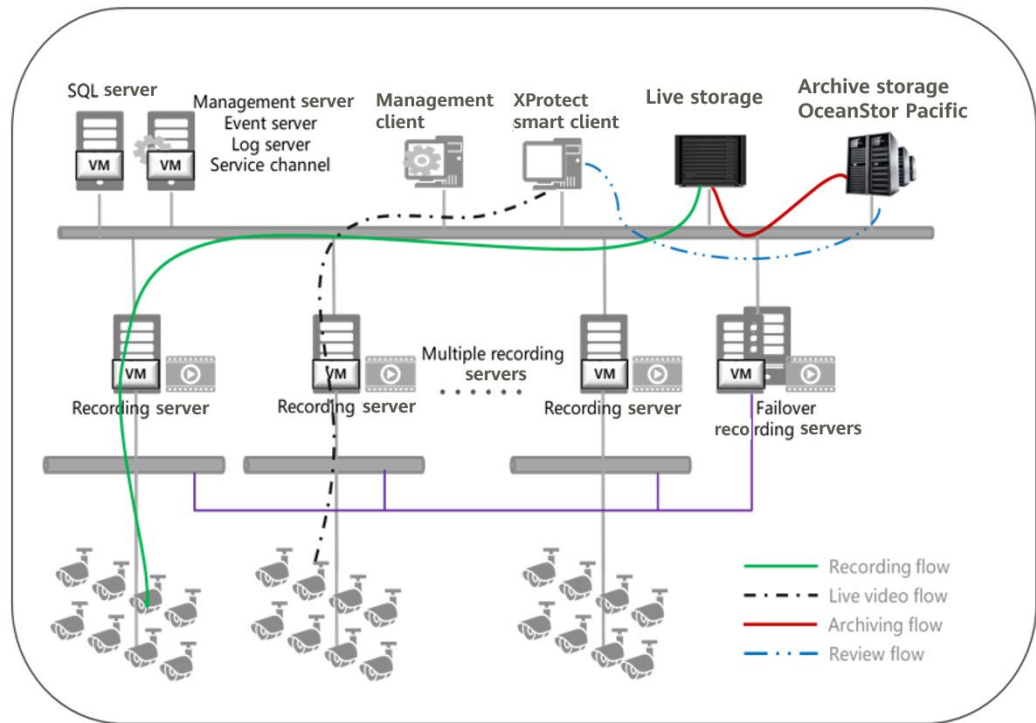 SQL server
VM
VM
Management server
Event server
Log server
Service channel
Management
client
XProtect
smart client
Live storage
Archive storage
OceanStor Pacific
VM
Recording server
VM
Recording server
Multiple recording
servers
VM
Recording server
VM
Failover
recording servers
Recording flow
Live video flow
Archiving flow
Review flow